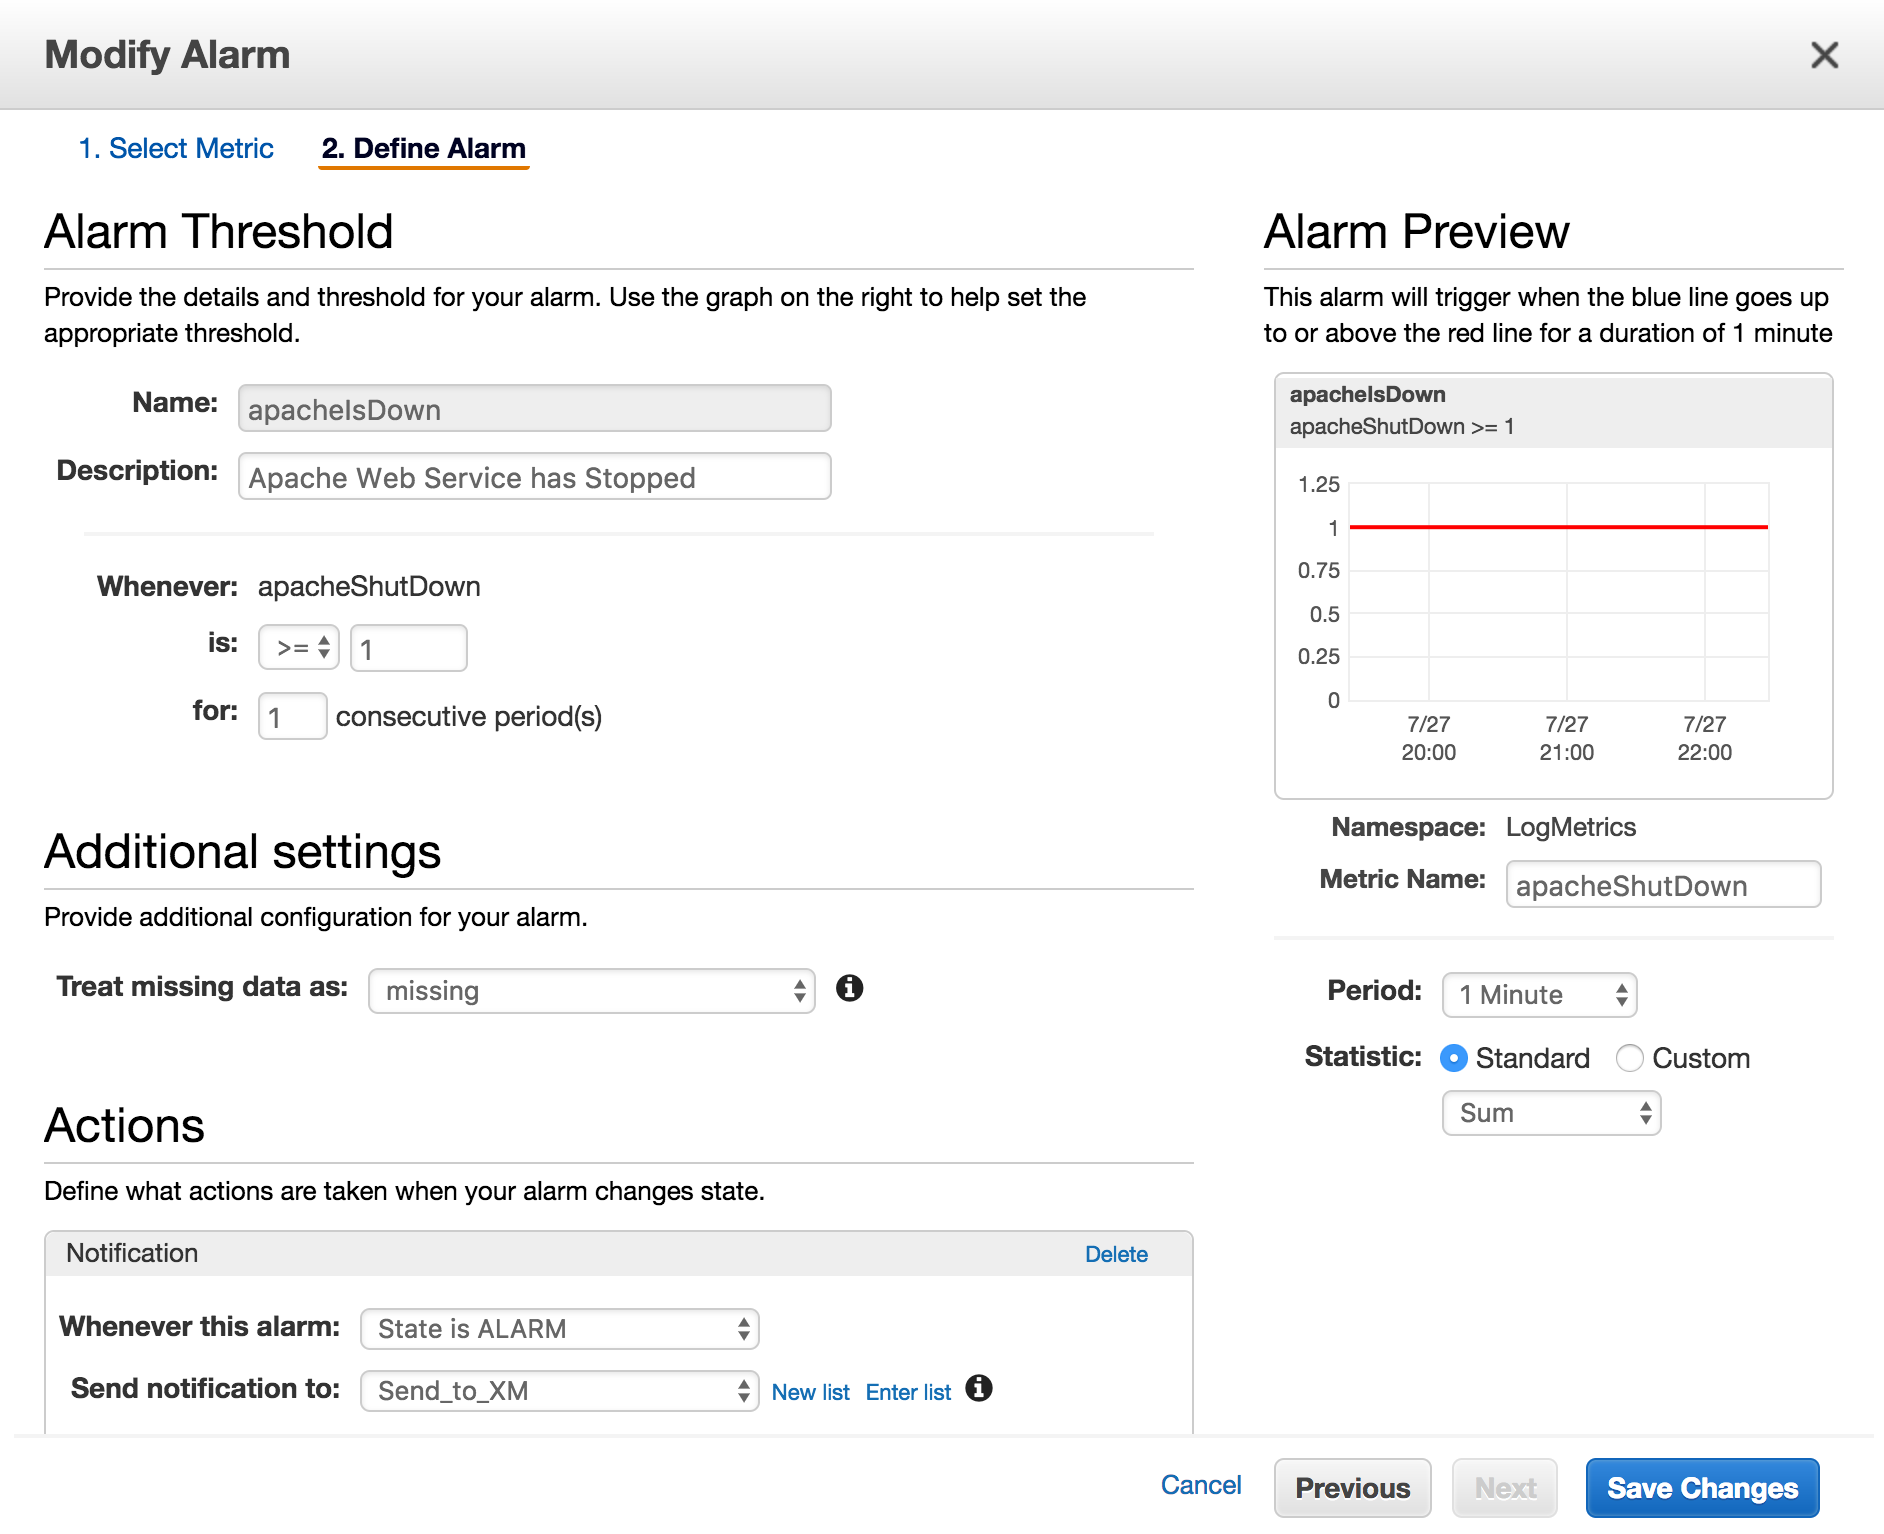 Modify Alarm
1. Select Metric
2. Define Alarm
Alarm Threshold
Provide the details and threshold for your alarm. Use the graph on the right to help set the
appropriate threshold.
Name: apacheIsDown
Description: Apache Web Service has Stopped
Whenever: apacheShutDown
is: >= 1
for: 1 consecutive period(s)
Additional settings
Provide additional configuration for your alarm.
Treat missing data as: missing
Actions
Define what actions are taken when your alarm changes state.
Notification Delete
Whenever this alarm: State is ALARM
Send notification to: Send_to_XM New list Enter list
Alarm Preview
This alarm will trigger when the blue line goes up
to or above the red line for a duration of 1 minute
apacheIsDown
apacheShutDown >= 1
1.25
1
0.75
0.5
0.25
0
7/27 7/27 7/27
20:00 21:00 22:00
Namespace: LogMetrics
Metric Name: apacheShutDown
Period: 1 Minute
Statistic: Standard Custom
Sum
Cancel Previous Next Save Changes